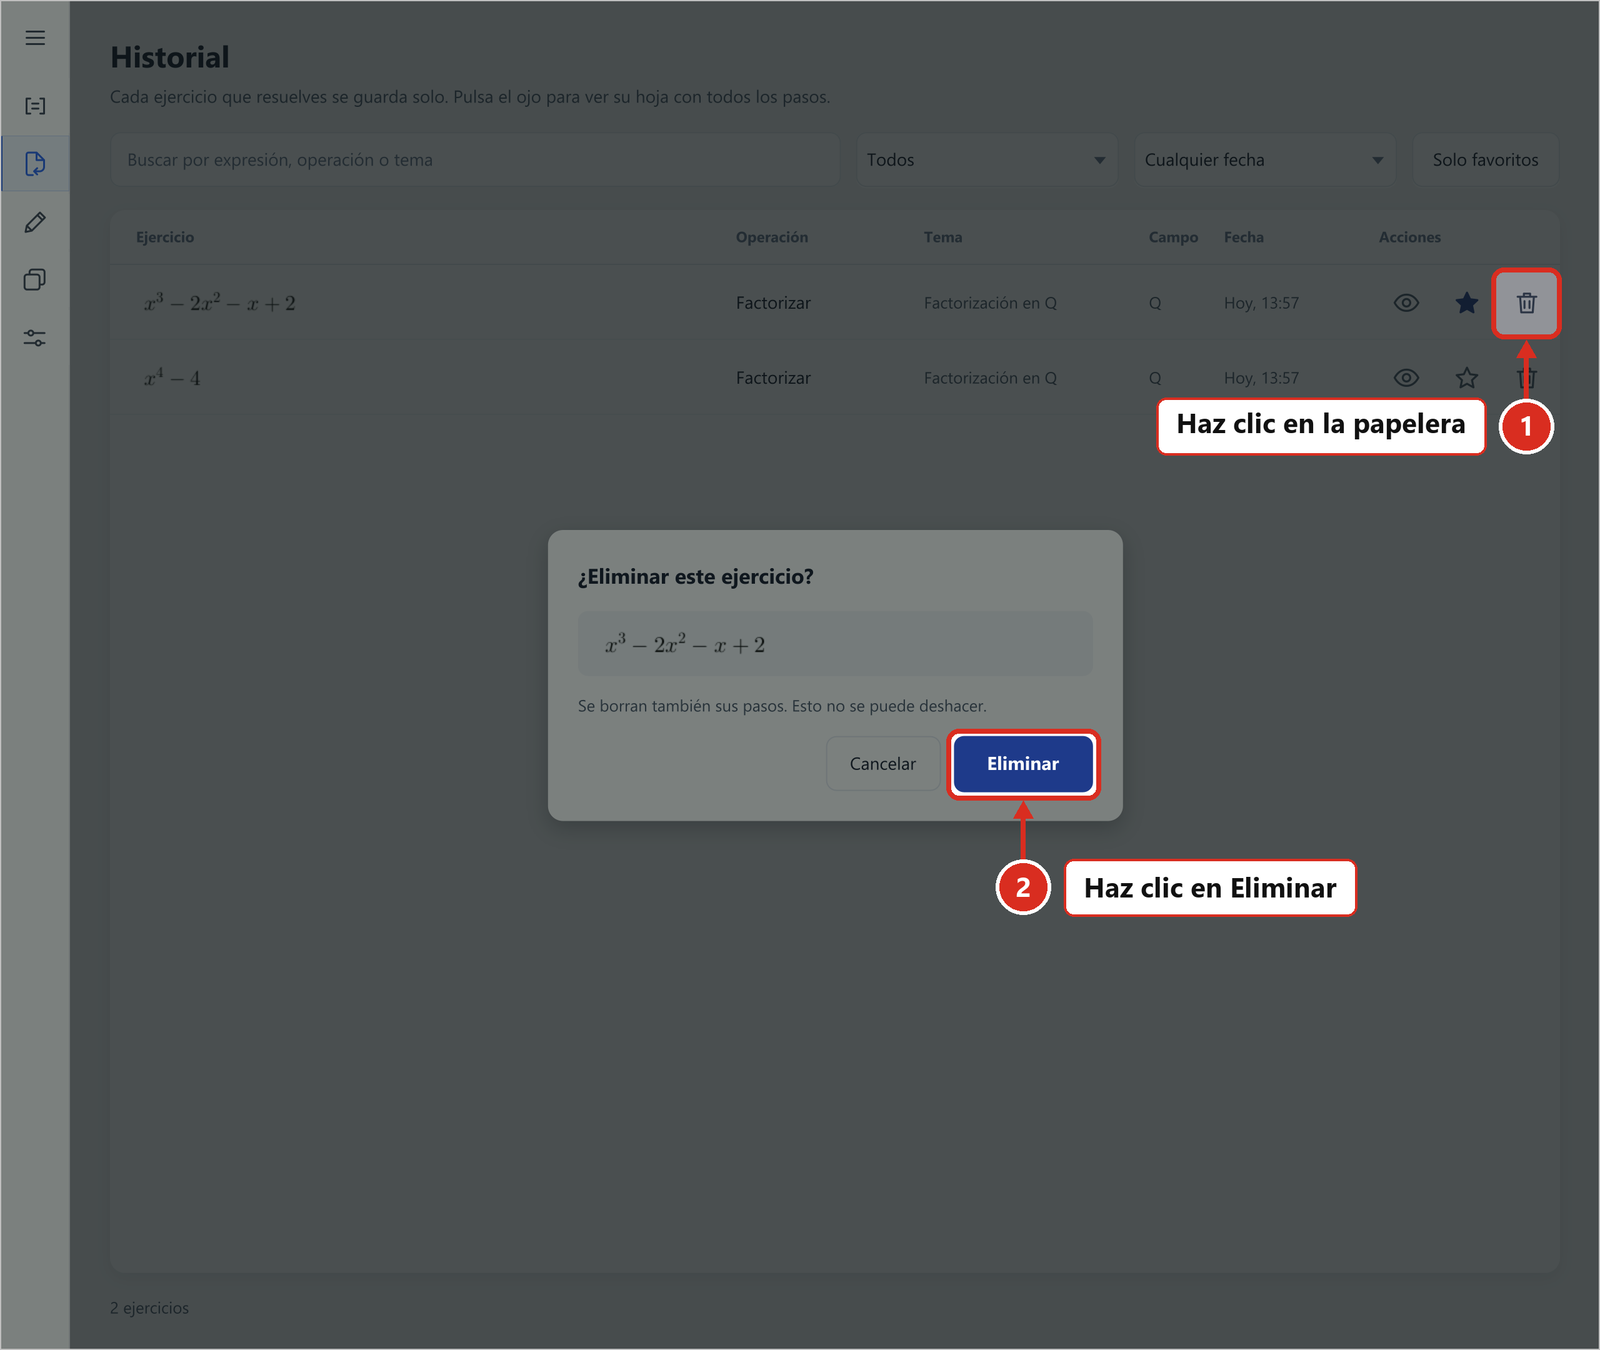 Historial
Cada ejercicio que resuelves se guarda solo. Pulsa el ojo para ver su hoja con todos los pasos.
Buscar por expresión, operación o tema
Todos
Cualquier fecha
Solo favoritos
Ejercicio Operación Tema Campo Fecha Acciones
x³ − 2x² − x + 2 Factorizar Factorización en Q Q Hoy, 13:57
x⁴ − 4 Factorizar Factorización en Q Q Hoy, 13:57
Haz clic en la papelera 1
¿Eliminar este ejercicio?
x³ − 2x² − x + 2
Se borran también sus pasos. Esto no se puede deshacer.
Cancelar Eliminar
2 Haz clic en Eliminar
2 ejercicios